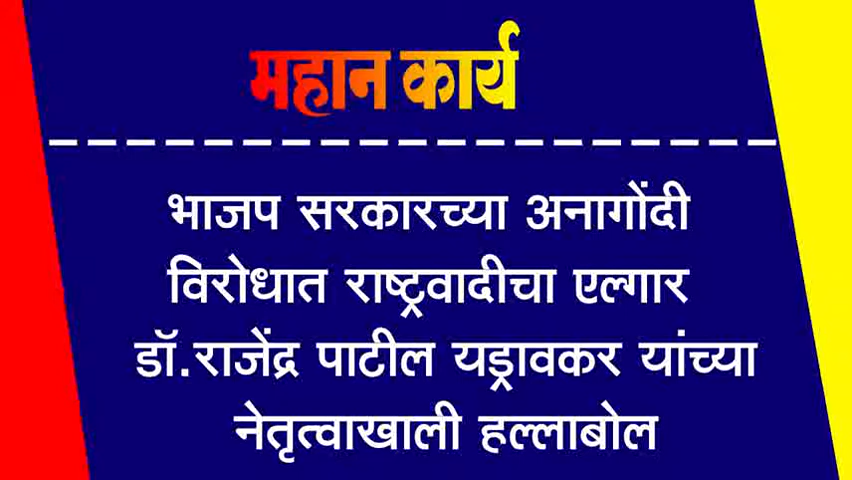 महान कार्य
भाजप सरकारच्या अनागोंदी
विरोधात राष्ट्रवादीचा एल्गार
डॉ.राजेंद्र पाटील यड्रावकर यांच्या
नेतृत्वाखाली हल्लाबोल